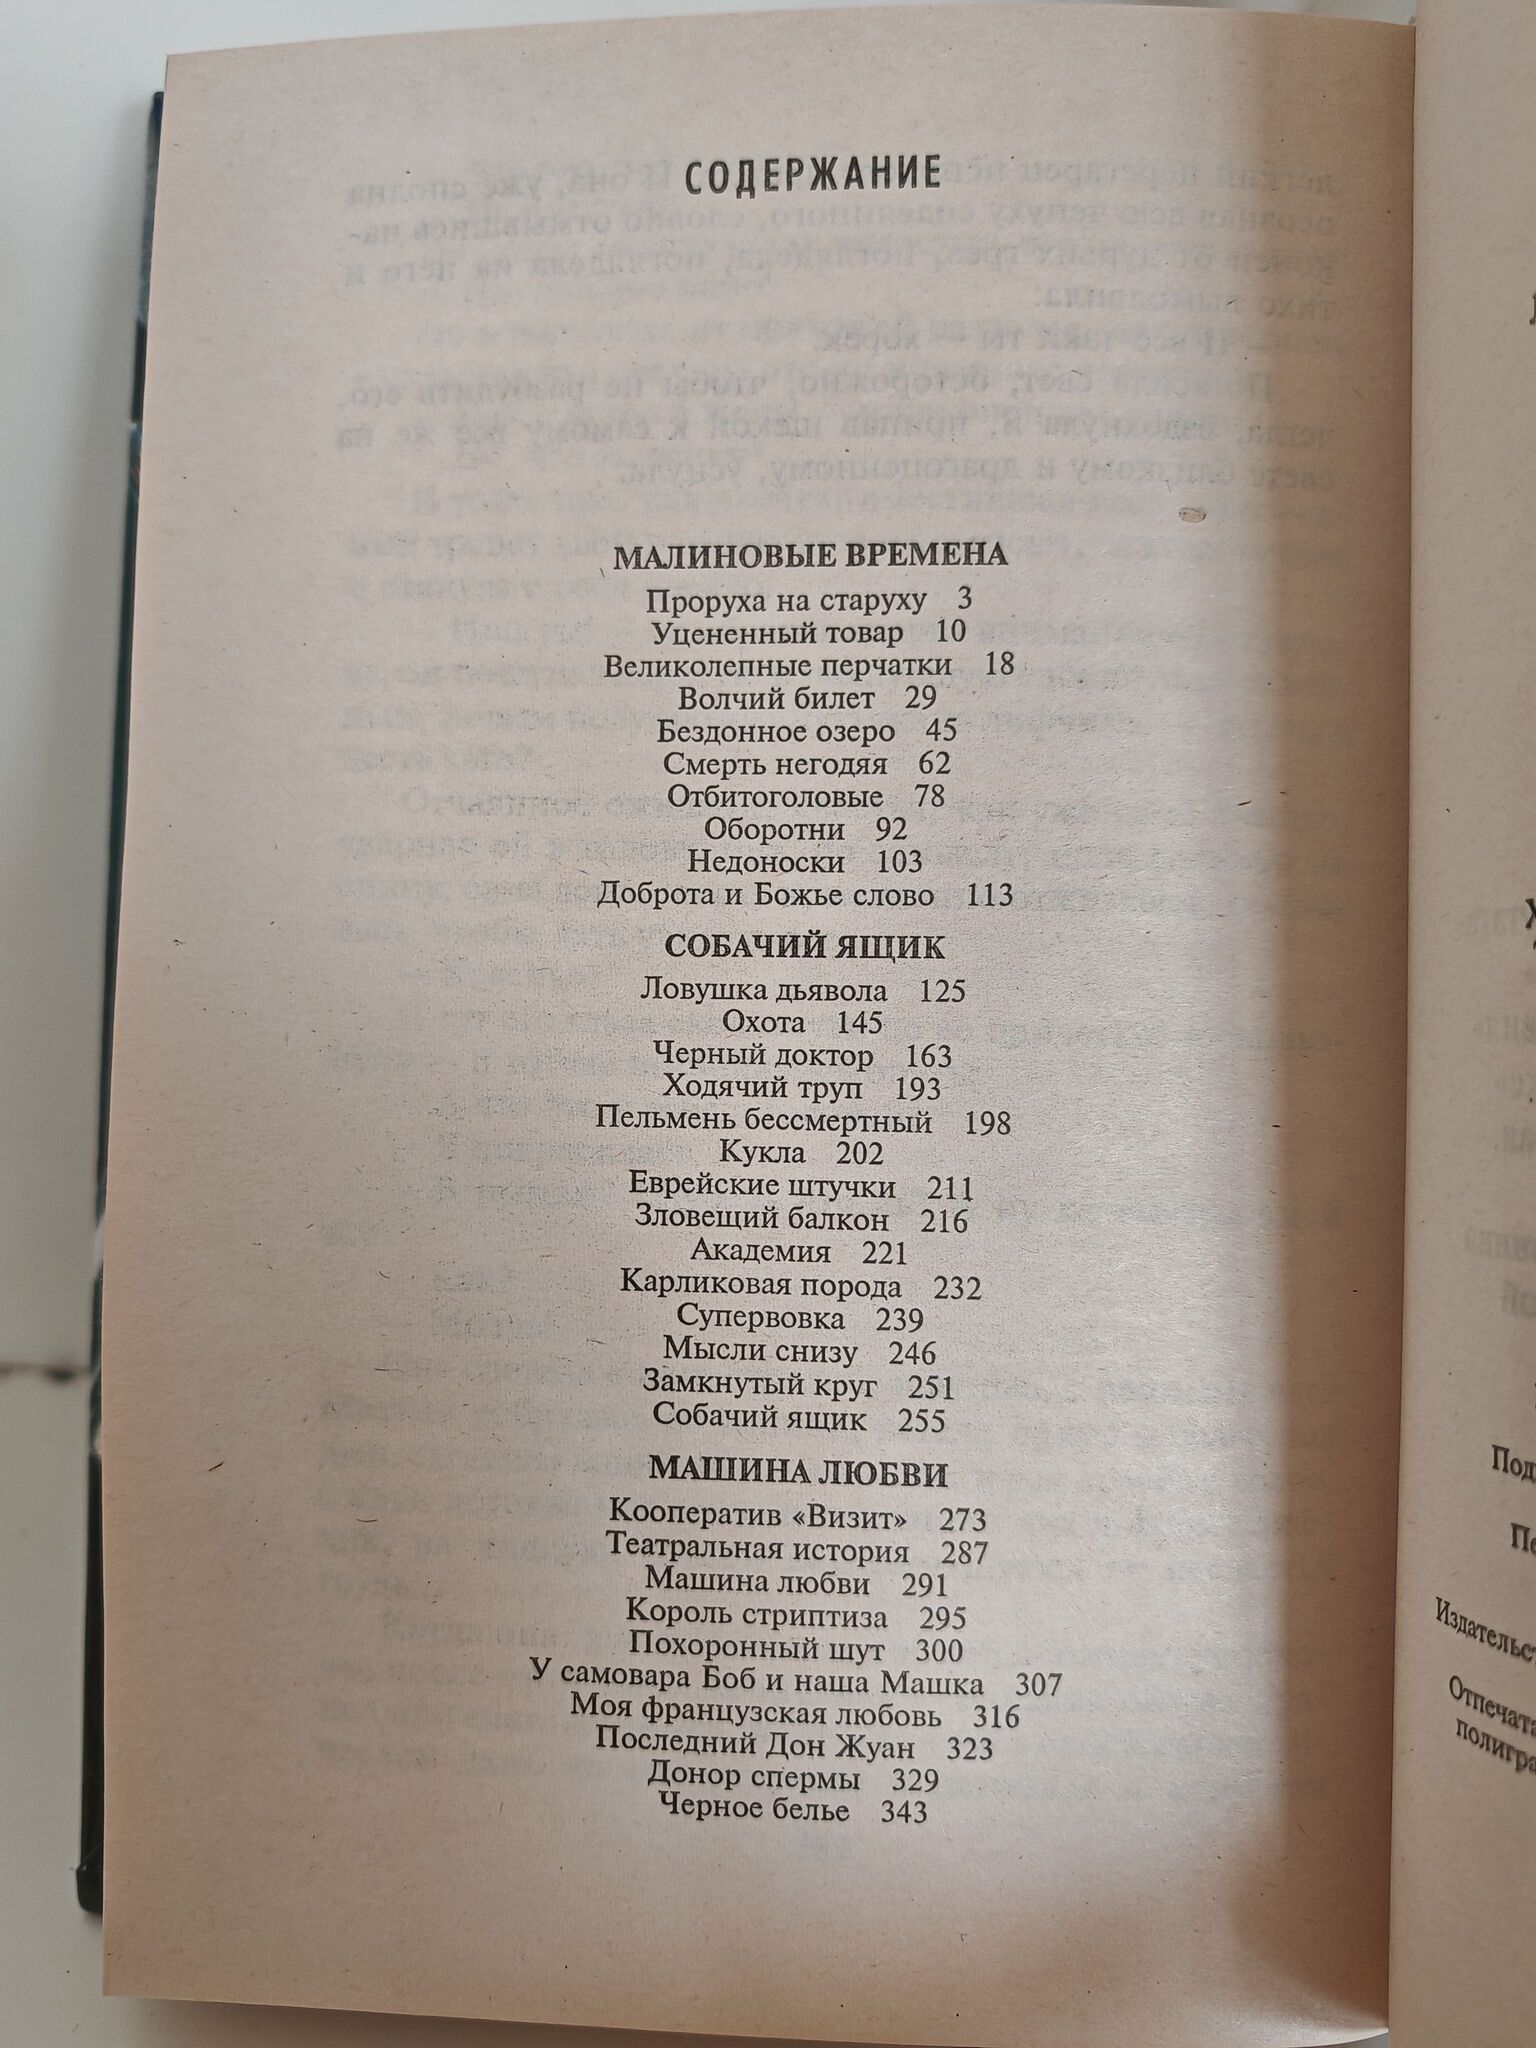 СОДЕРЖАНИЕ
МАЛИНОВЫЕ ВРЕМЕНА
Проруха на старуху 3
Уцененный товар 10
Великолепные перчатки 18
Волчий билет 29
Бездонное озеро 45
Смерть негодяя 62
Отбитоголовые 78
Оборотни 92
Недоноски 103
Доброта и Божье слово 113
СОБАЧИЙ ЯЩИК
Ловушка дьявола 125
Охота 145
Черный доктор 163
Ходячий труп 193
Пельмень бессмертный 198
Кукла 202
Еврейские штучки 211
Зловещий балкон 216
Академия 221
Карликовая порода 232
Супервовка 239
Мысли снизу 246
Замкнутый круг 251
Собачий ящик 255
МАШИНА ЛЮБВИ
Кооператив «Визит» 273
Театральная история 287
Машина любви 291
Король стриптиза 295
Похоронный шут 300
У самовара Боб и наша Машка 307
Моя французская любовь 316
Последний Дон Жуан 323
Донор спермы 329
Черное белье 343